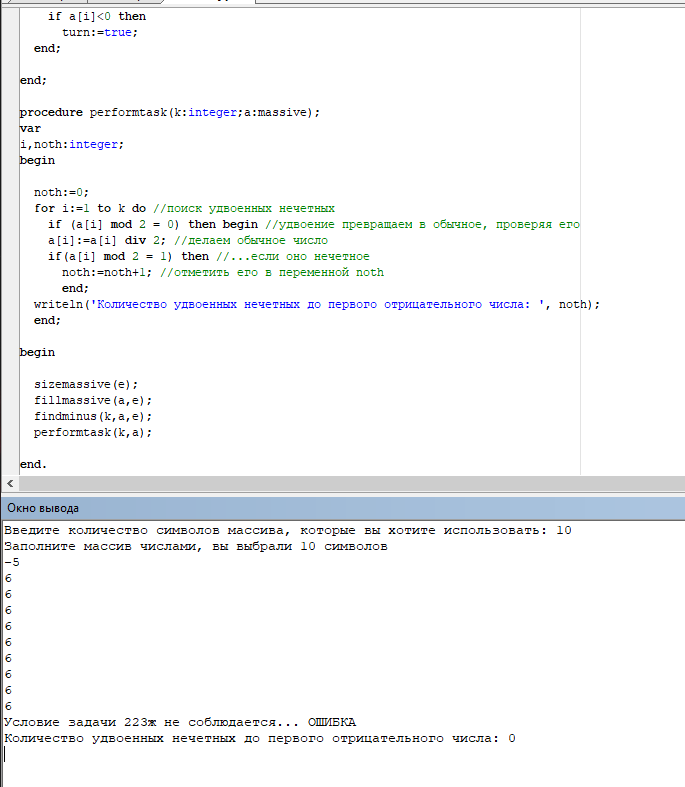 if a[i]<0 then
turn:=true;
end;
end;
procedure performtask(k:integer;a:massive);
var
i,noth:integer;
begin
noth:=0;
for i:=1 to k do //поиск удвоенных нечетных
if (a[i] mod 2 = 0) then begin //удвоение превращаем в обычное, проверяя его
a[i]:=a[i] div 2; //делаем обычное число
if(a[i] mod 2 = 1) then //...если оно нечетное
noth:=noth+1; //отметить его в переменной noth
end;
writeln('Количество удвоенных нечетных до первого отрицательного числа: ', noth);
end;
begin
sizemassive(e);
fillmassive(a,e);
findminus(k,a,e);
performtask(k,a);
end.
Окно вывода
Введите количество символов массива, которые вы хотите использовать: 10
Заполните массив числами, вы выбрали 10 символов
-5
6
6
6
6
6
6
6
6
6
Условие задачи 223ж не соблюдается... ОШИБКА
Количество удвоенных нечетных до первого отрицательного числа: 0